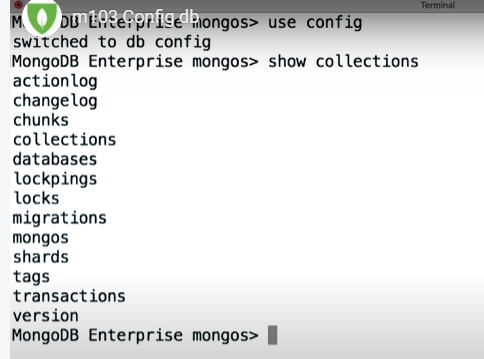 Terminal
m103 Config db
MongoDB Enterprise mongos> use config
switched to db config
MongoDB Enterprise mongos> show collections
actionlog
changelog
chunks
collections
databases
lockpings
locks
migrations
mongos
shards
tags
transactions
version
MongoDB Enterprise mongos>